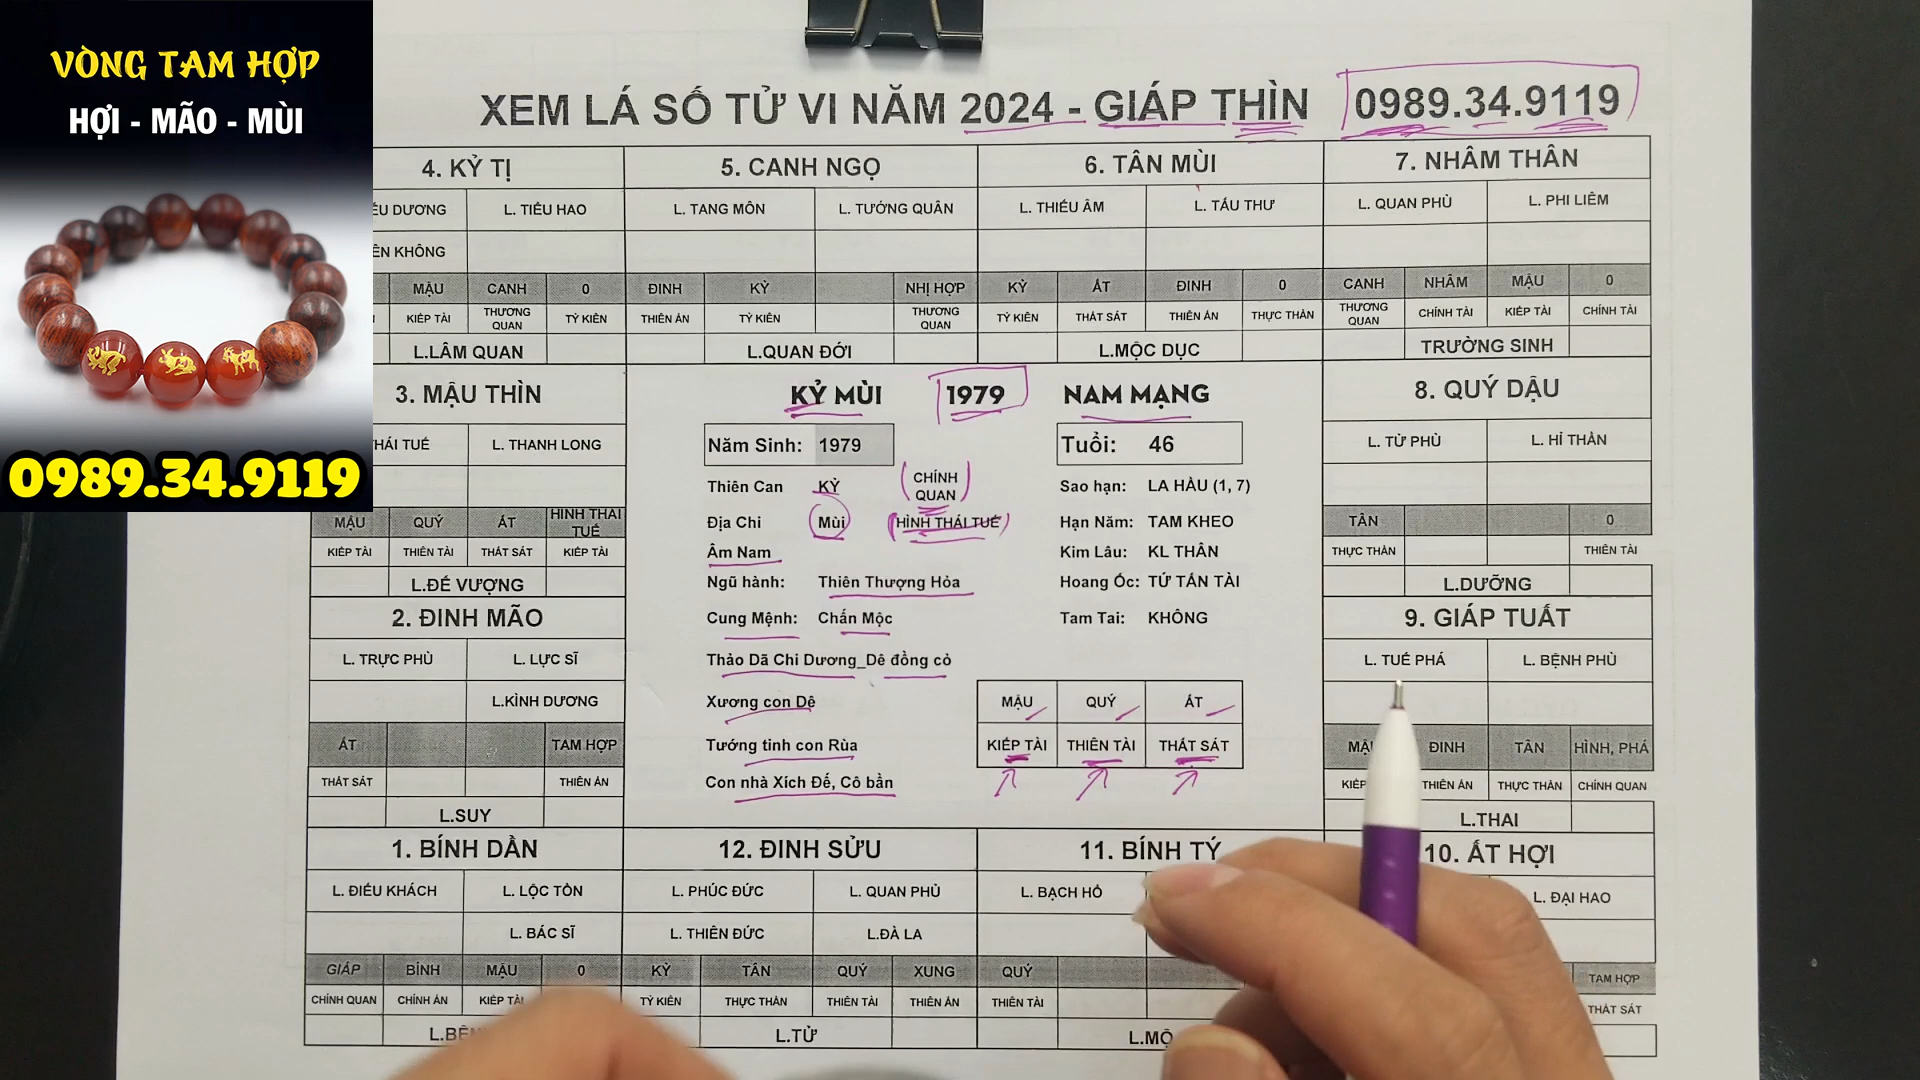 VÒNG TAM HỢP
HỢI - MÃO - MÙI
0989.34.9119
XEM LÁ SỐ TỬ VI NĂM 2024 - GIÁP THÌN 0989.34.9119
4. KỶ TỊ 5. CANH NGỌ 6. TÂN MÙI 7. NHÂM THÂN
DƯƠNG L. TIỂU HAO L. TANG MÔN L. TƯỚNG QUÂN L. THIẾU ÂM L. TẤU THƯ L. QUAN PHÙ L. PHI LIÊM
KHÔNG
MẬU CANH 0 ĐINH KỶ NHỊ HỢP KỶ ẤT ĐINH 0 CANH NHÂM MẬU 0
KIẾP TÀI THƯƠNG QUAN TỶ KIÊN THIÊN ẤN TỶ KIÊN THƯƠNG QUAN TỶ KIÊN THẤT SÁT THIÊN ẤN THỰC THẦN THƯƠNG QUAN CHÍNH TÀI KIẾP TÀI CHÍNH TÀI
L.LÂM QUAN L.QUAN ĐỚI L.MỘC DỤC TRƯỜNG SINH
3. MẬU THÌN KỶ MÙI 1979 NAM MẠNG 8. QUÝ DẬU
THÁI TUẾ L. THANH LONG Năm Sinh: 1979 Tuổi: 46 L. TỬ PHÙ L. HỈ THẦN
Thiên Can KỶ CHÍNH QUAN Sao hạn: LA HẦU (1, 7)
MẬU QUÝ ẤT HÌNH THÁI TUẾ Địa Chi Mùi HÌNH THÁI TUẾ Hạn Năm: TAM KHEO TÂN 0
KIẾP TÀI THIÊN TÀI THẤT SÁT KIẾP TÀI Âm Nam Kim Lâu: KL THÂN THỰC THẦN THIÊN TÀI
L.ĐẾ VƯỢNG Ngũ hành: Thiên Thượng Hỏa Hoang Ốc: TỨ TẤN TÀI L.DƯỠNG
2. ĐINH MÃO Cung Mệnh: Chấn Mộc Tam Tai: KHÔNG 9. GIÁP TUẤT
L. TRỰC PHÙ L. LỰC SĨ Thảo Dã Chi Dương_Dê đồng cỏ L. TUẾ PHÁ L. BỆNH PHÙ
L.KÌNH DƯƠNG Xương con Dê MẬU QUÝ ẤT
ẤT TAM HỢP Tướng tinh con Rùa KIẾP TÀI THIÊN TÀI THẤT SÁT ĐINH TÂN HÌNH, PHÁ
THẤT SÁT THIÊN ẤN Con nhà Xích Đế, Cô bần THIÊN ẤN THỰC THẦN CHÍNH QUAN
L.SUY L.THAI
1. BÍNH DẦN 12. ĐINH SỬU 11. BÍNH TÝ 10. ẤT HỢI
L. ĐIẾU KHÁCH L. LỘC TỒN L. PHÚC ĐỨC L. QUAN PHỦ L. BẠCH HỔ L. ĐẠI HAO
L. BÁC SĨ L. THIÊN ĐỨC L.ĐÀ LA
GIÁP BÍNH MẬU 0 KỶ TÂN QUÝ XUNG QUÝ TAM HỢP
CHÍNH QUAN CHÍNH ẤN KIẾP TỶ KIÊN THỰC THẦN THIÊN TÀI THIÊN ẤN THIÊN TÀI THẤT SÁT
L.TỬ